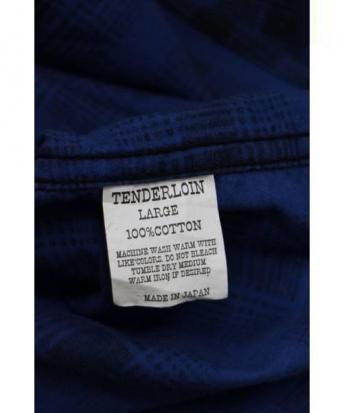 TENDERLOIN
LARGE
100%COTTON
MACHINE WASH WARM WITH
LIKE COLORS. DO NOT BLEACH
TUMBLE DRY MEDIUM
WARM IRON IF DESIRED
MADE IN JAPAN